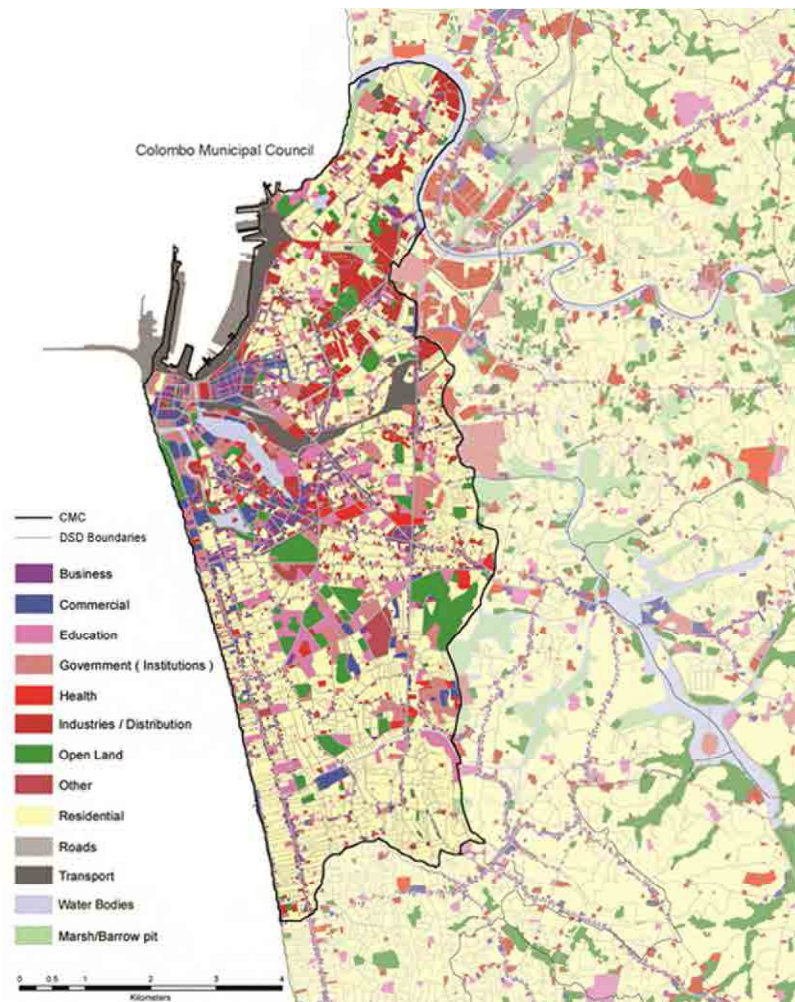 Colombo Municipal Council
CMC
DSD Boundaries
Business
Commercial
Education
Government ( Institutions )
Health
Industries / Distribution
Open Land
Other
Residential
Roads
Transport
Water Bodies
Marsh/Barrow pit
0 0.5 1 2 3 4
Kilometers